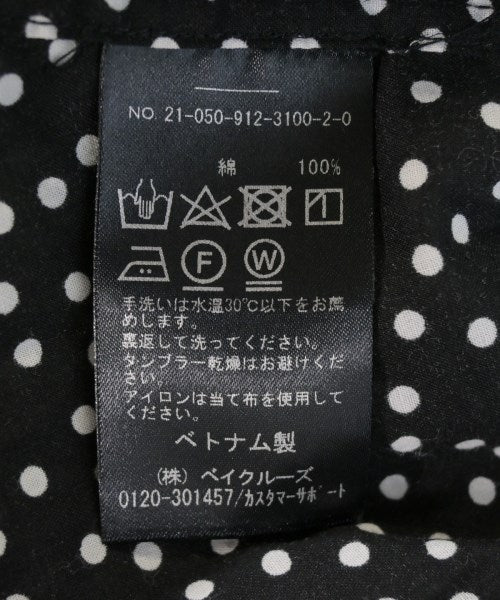 NO. 21-050-912-3100-2-0
綿 100%
F W
手洗いは水温30℃以下をお薦
めします。
裏返して洗ってください。
タンブラー乾燥はお避けくだ
さい。
アイロンは当て布を使用して
ください。
ベトナム製
(株) ベイクルーズ
0120-301457/カスタマーサポート